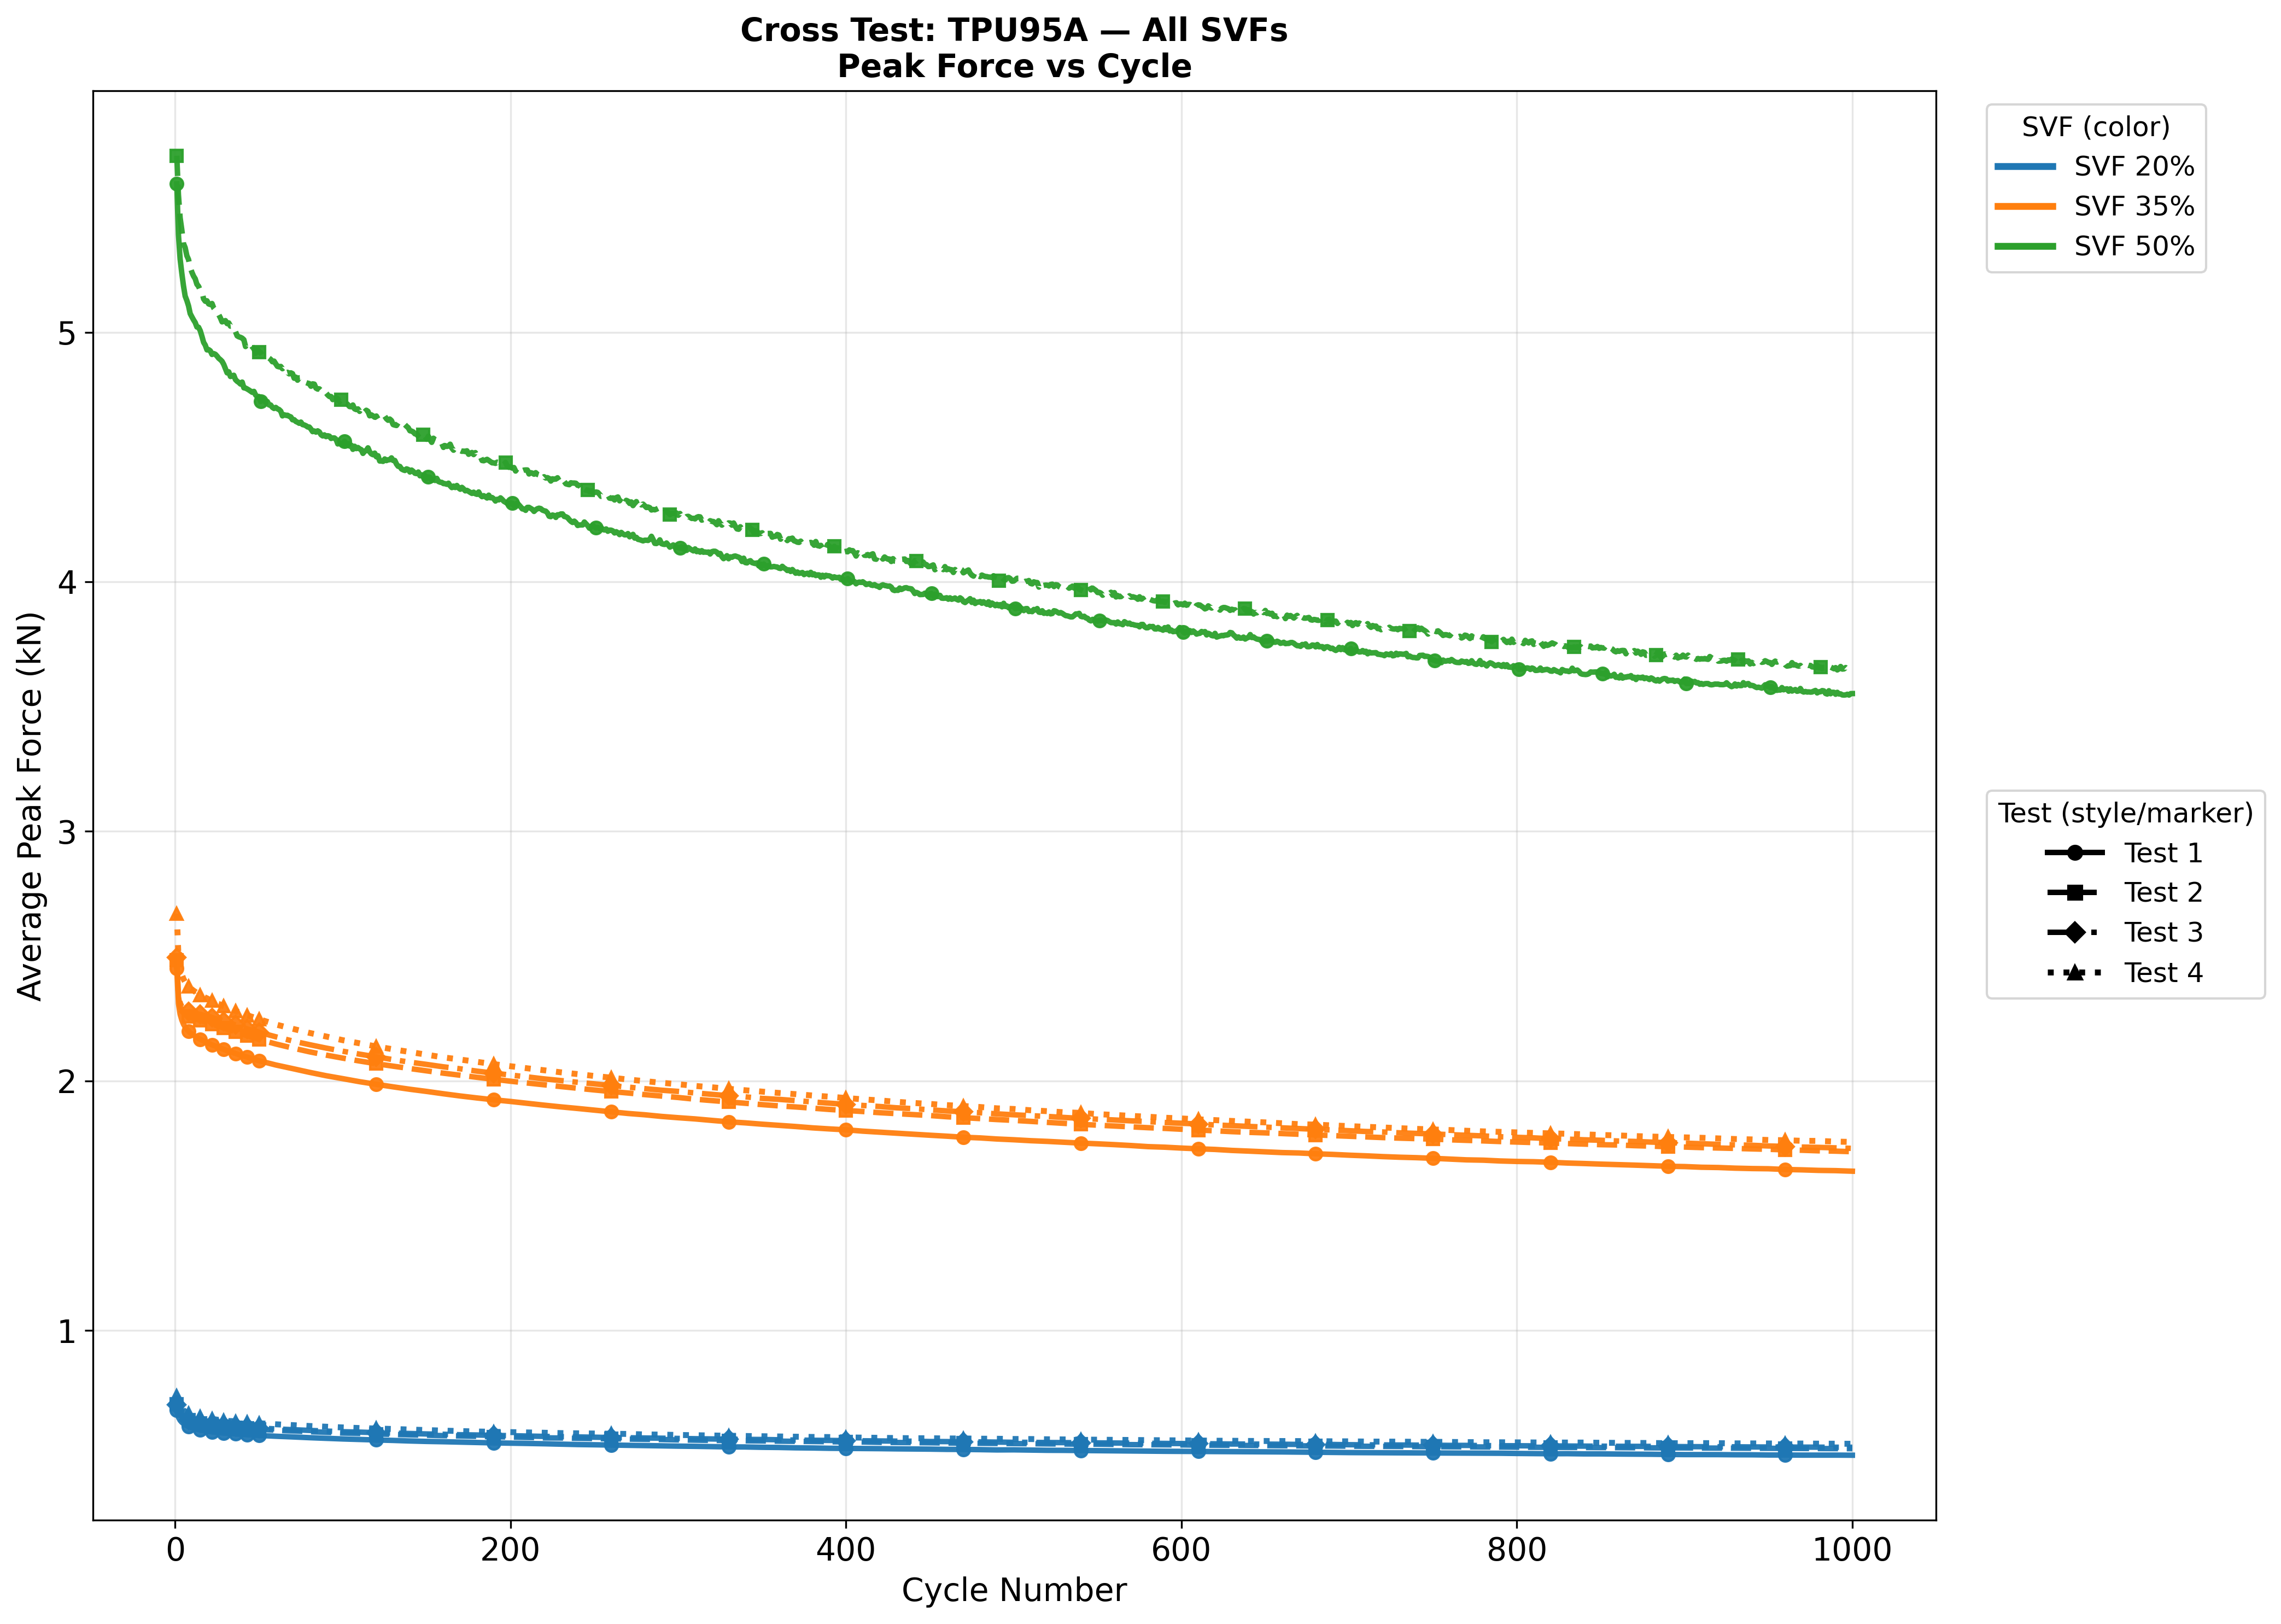 Cross Test: TPU95A — All SVFs
Peak Force vs Cycle
SVF (color)
SVF 20%
SVF 35%
SVF 50%
Test (style/marker)
Test 1
Test 2
Test 3
Test 4
Average Peak Force (kN)
5
4
3
2
1
0
200
400
600
800
1000
Cycle Number